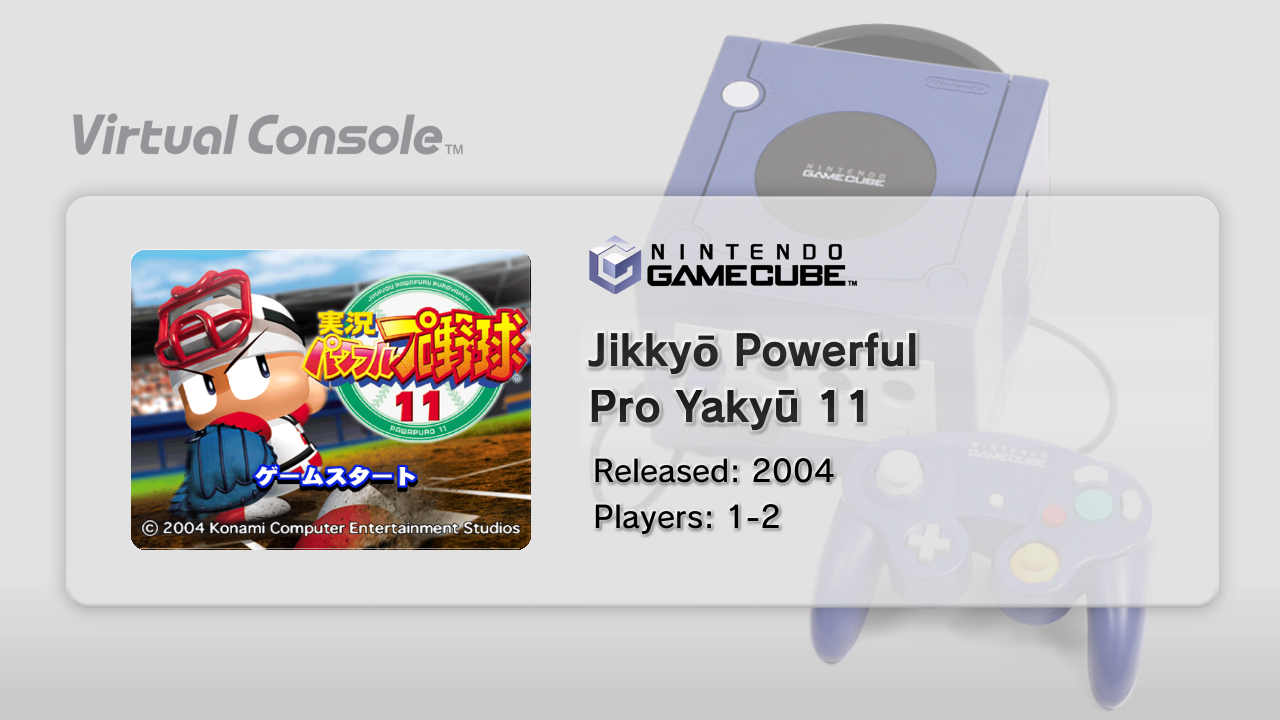 Nintendo
NINTENDO
GAMECUBE
Virtual Console™
NINTENDO
GAMECUBE™
JIKKYOU PAWAFURU PUROYAKYU
実況
パワフルプロ野球
11
PAWAPURO 11
ゲームスタート
© 2004 Konami Computer Entertainment Studios
Jikkyō Powerful
Pro Yakyū 11
Released: 2004
Players: 1-2
NINTENDO
GAMECUBE